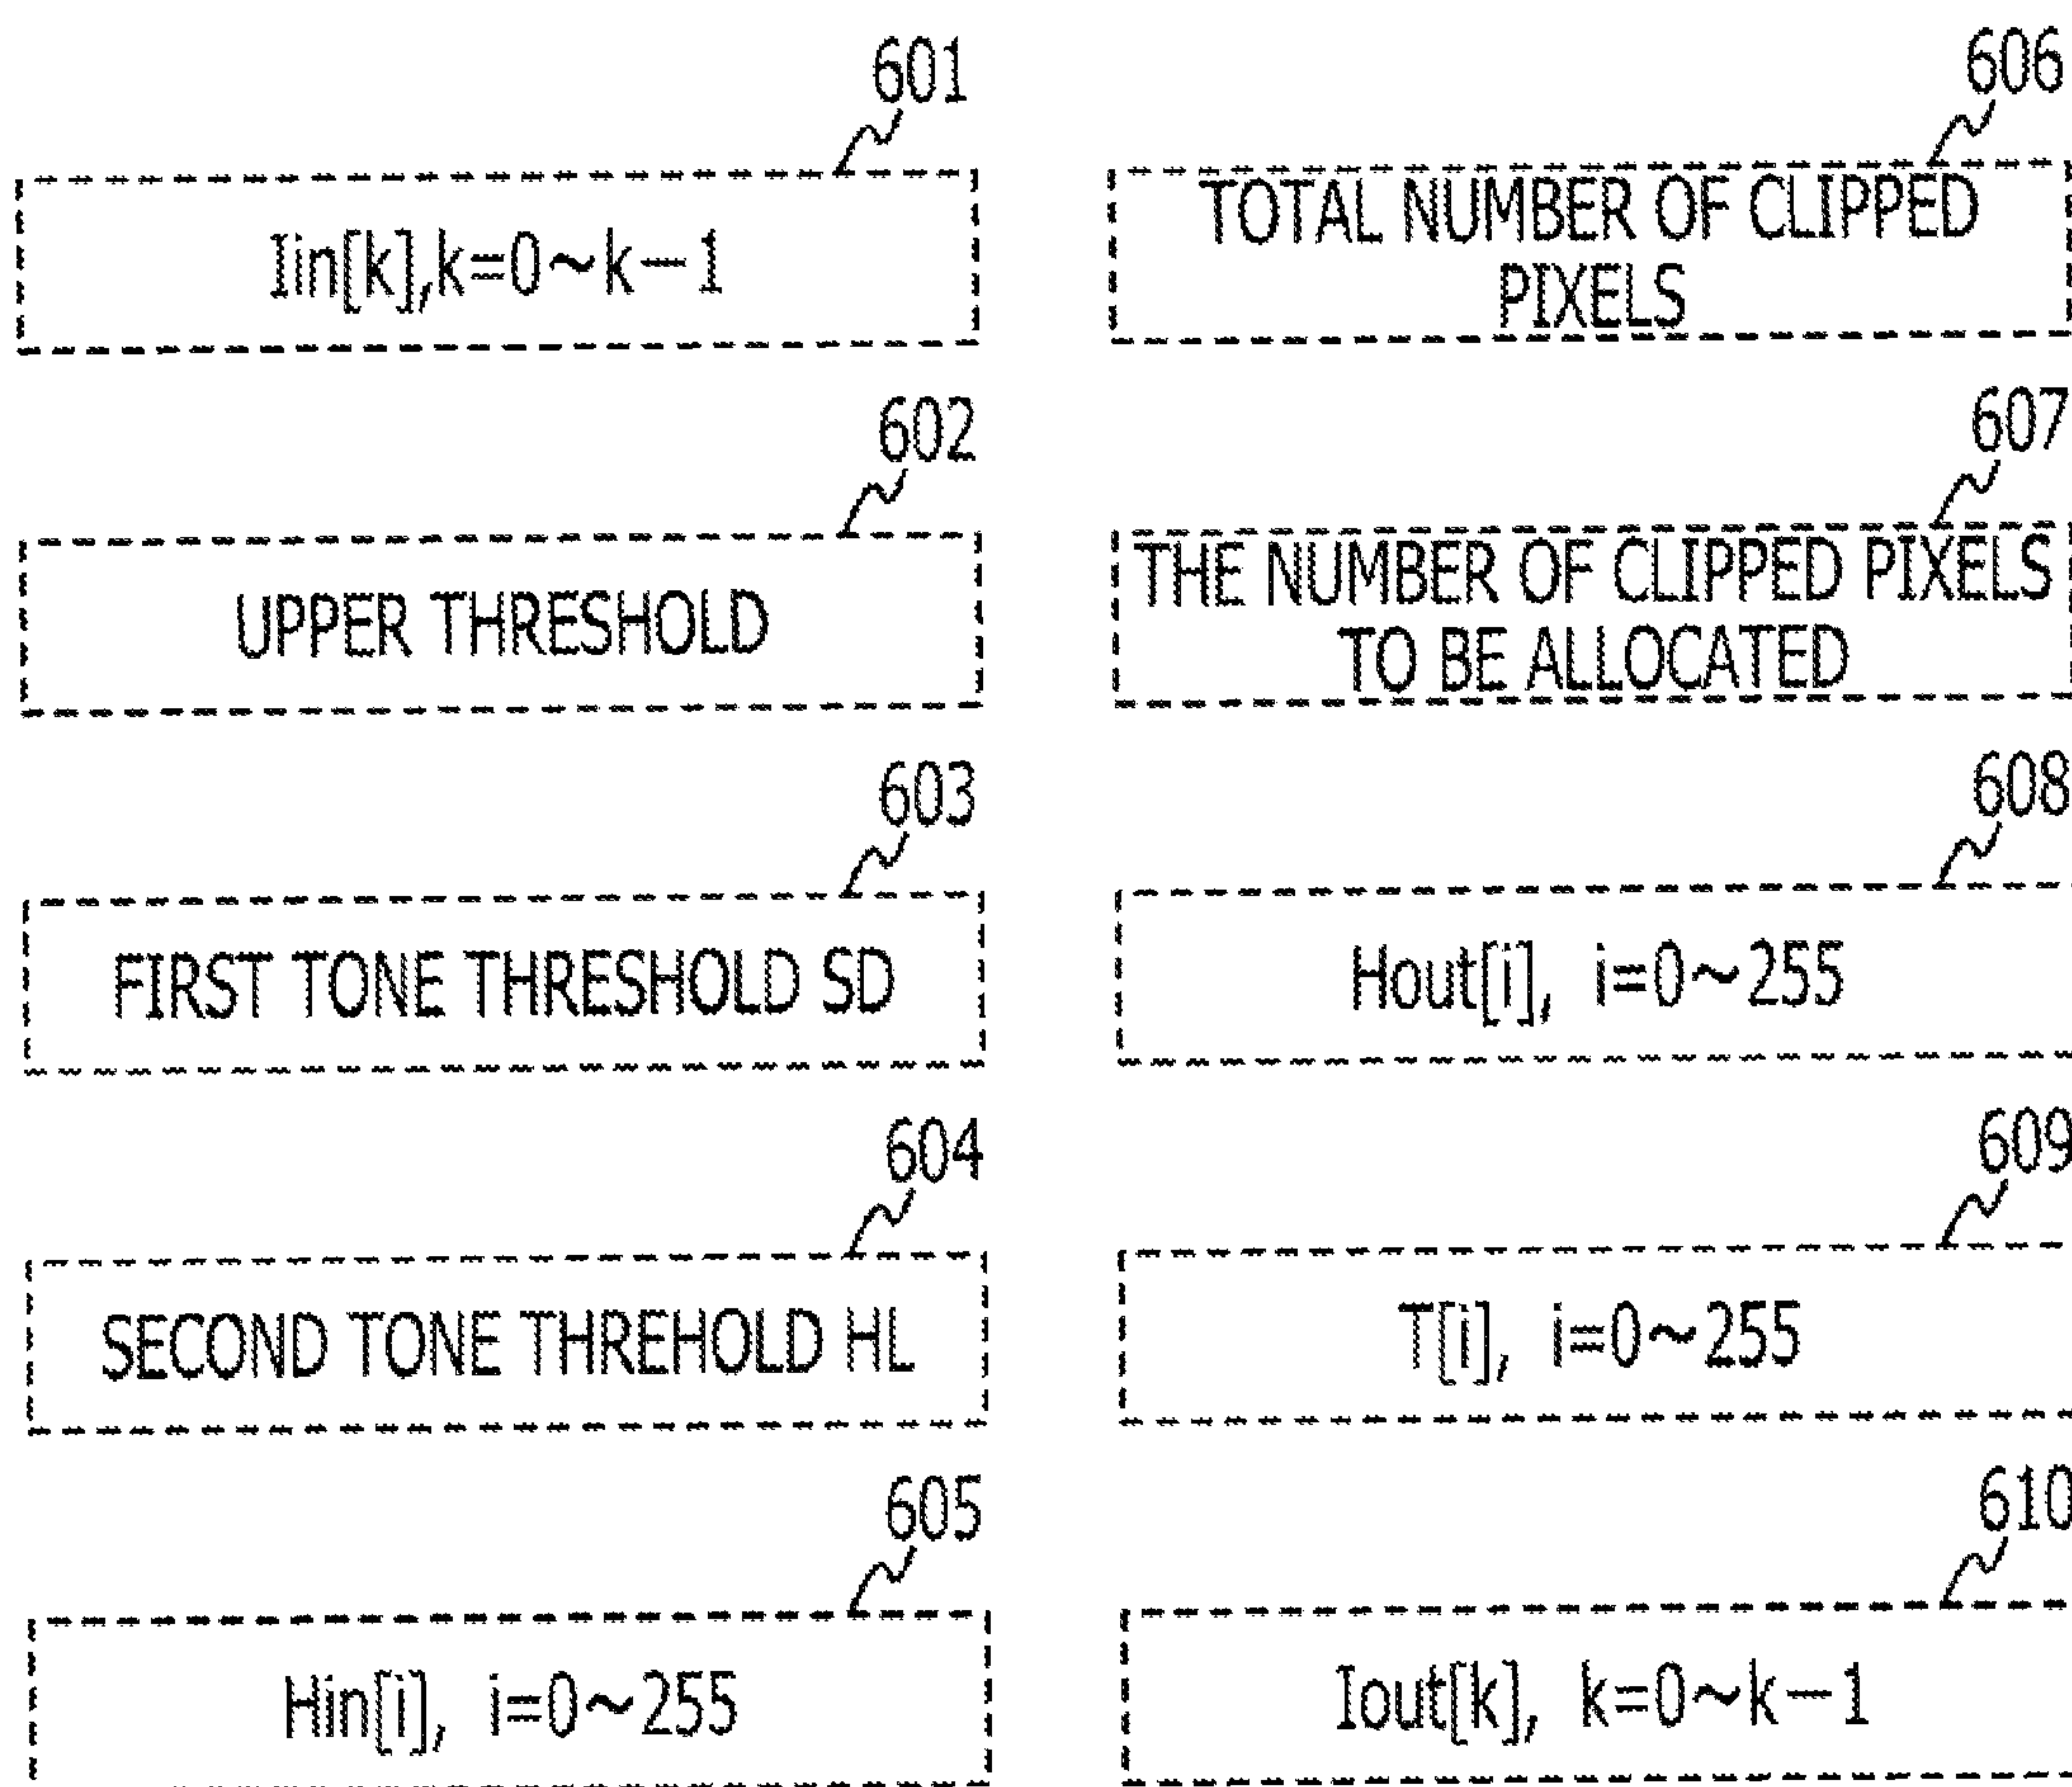 601
Iin[k],k=0~k−1
602
UPPER THRESHOLD
603
FIRST TONE THRESHOLD SD
604
SECOND TONE THREHOLD HL
605
Hin[i], i=0~255
606
TOTAL NUMBER OF CLIPPED
PIXELS
607
THE NUMBER OF CLIPPED PIXELS
TO BE ALLOCATED
608
Hout[i], i=0~255
609
T[i], i=0~255
610
Iout[k], k=0~k−1